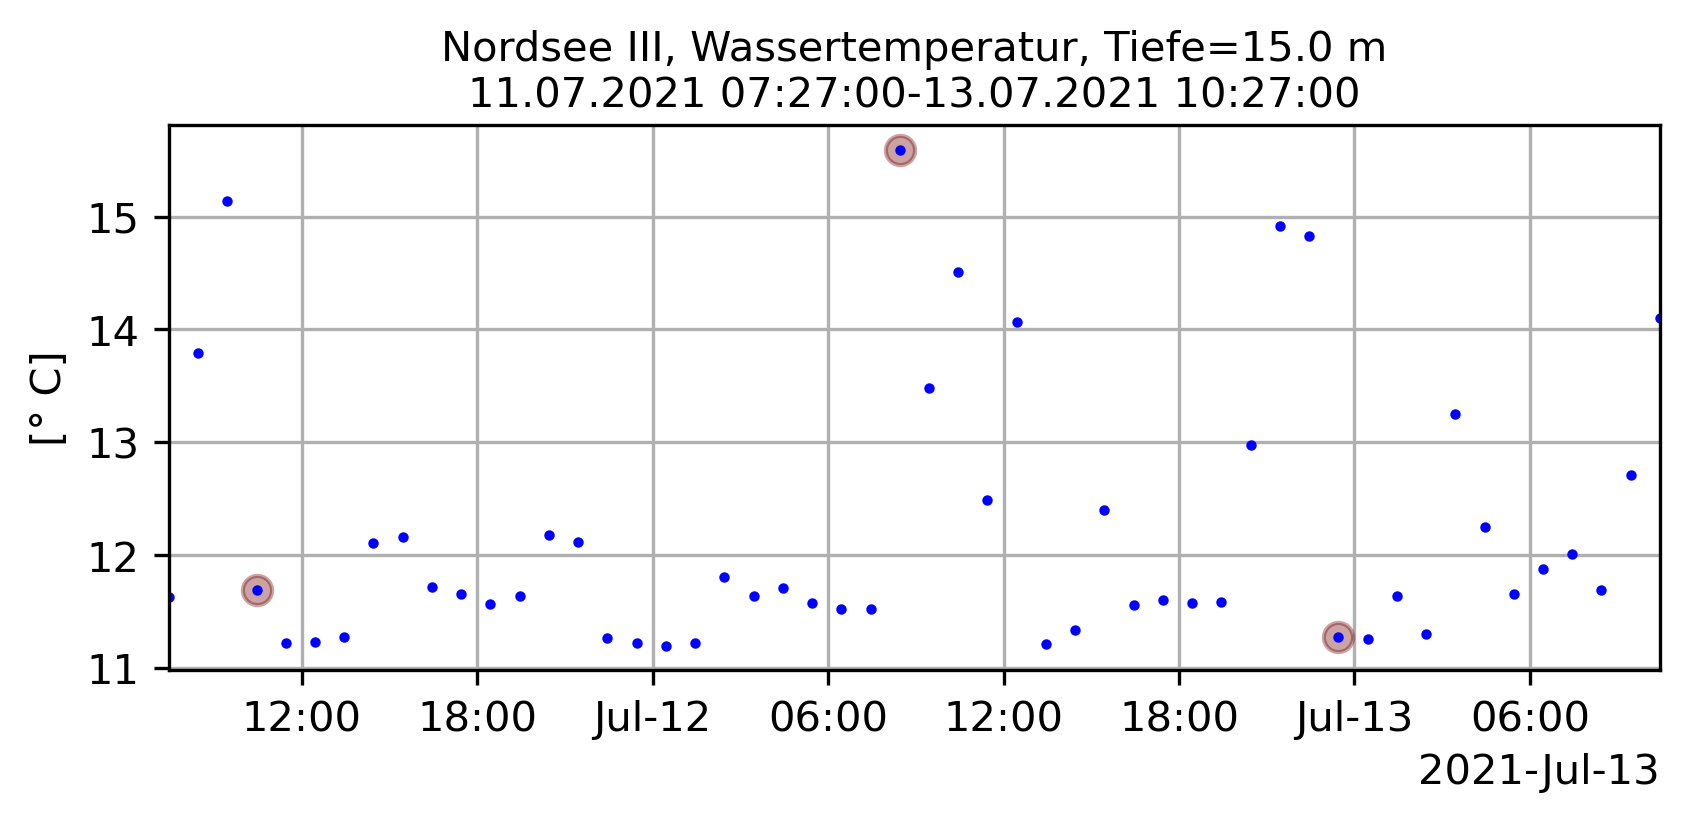 Nordsee III, Wassertemperatur, Tiefe=15.0 m
11.07.2021 07:27:00-13.07.2021 10:27:00
[° C]
15
14
13
12
11
12:00 18:00 Jul-12 06:00 12:00 18:00 Jul-13 06:00
2021-Jul-13